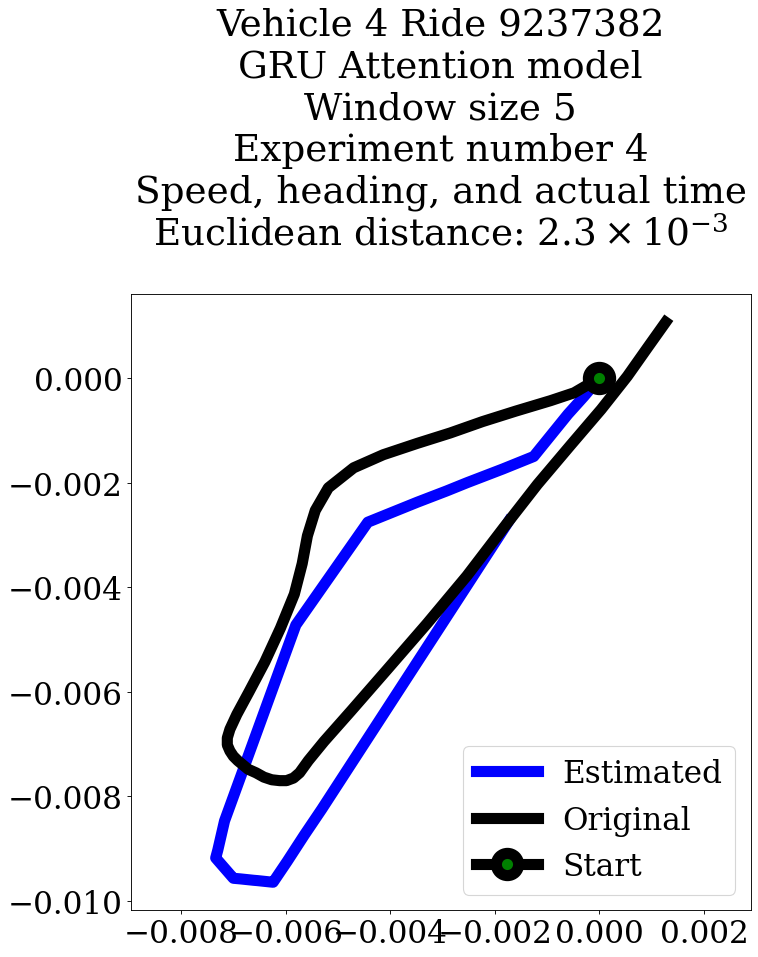 Vehicle 4 Ride 9237382
GRU Attention model
Window size 5
Experiment number 4
Speed, heading, and actual time
Euclidean distance: 2.3 × 10⁻³
0.000
−0.002
−0.004
−0.006
−0.008
−0.010
Estimated
Original
Start
−0.008 −0.006 −0.004 −0.002 0.000 0.002